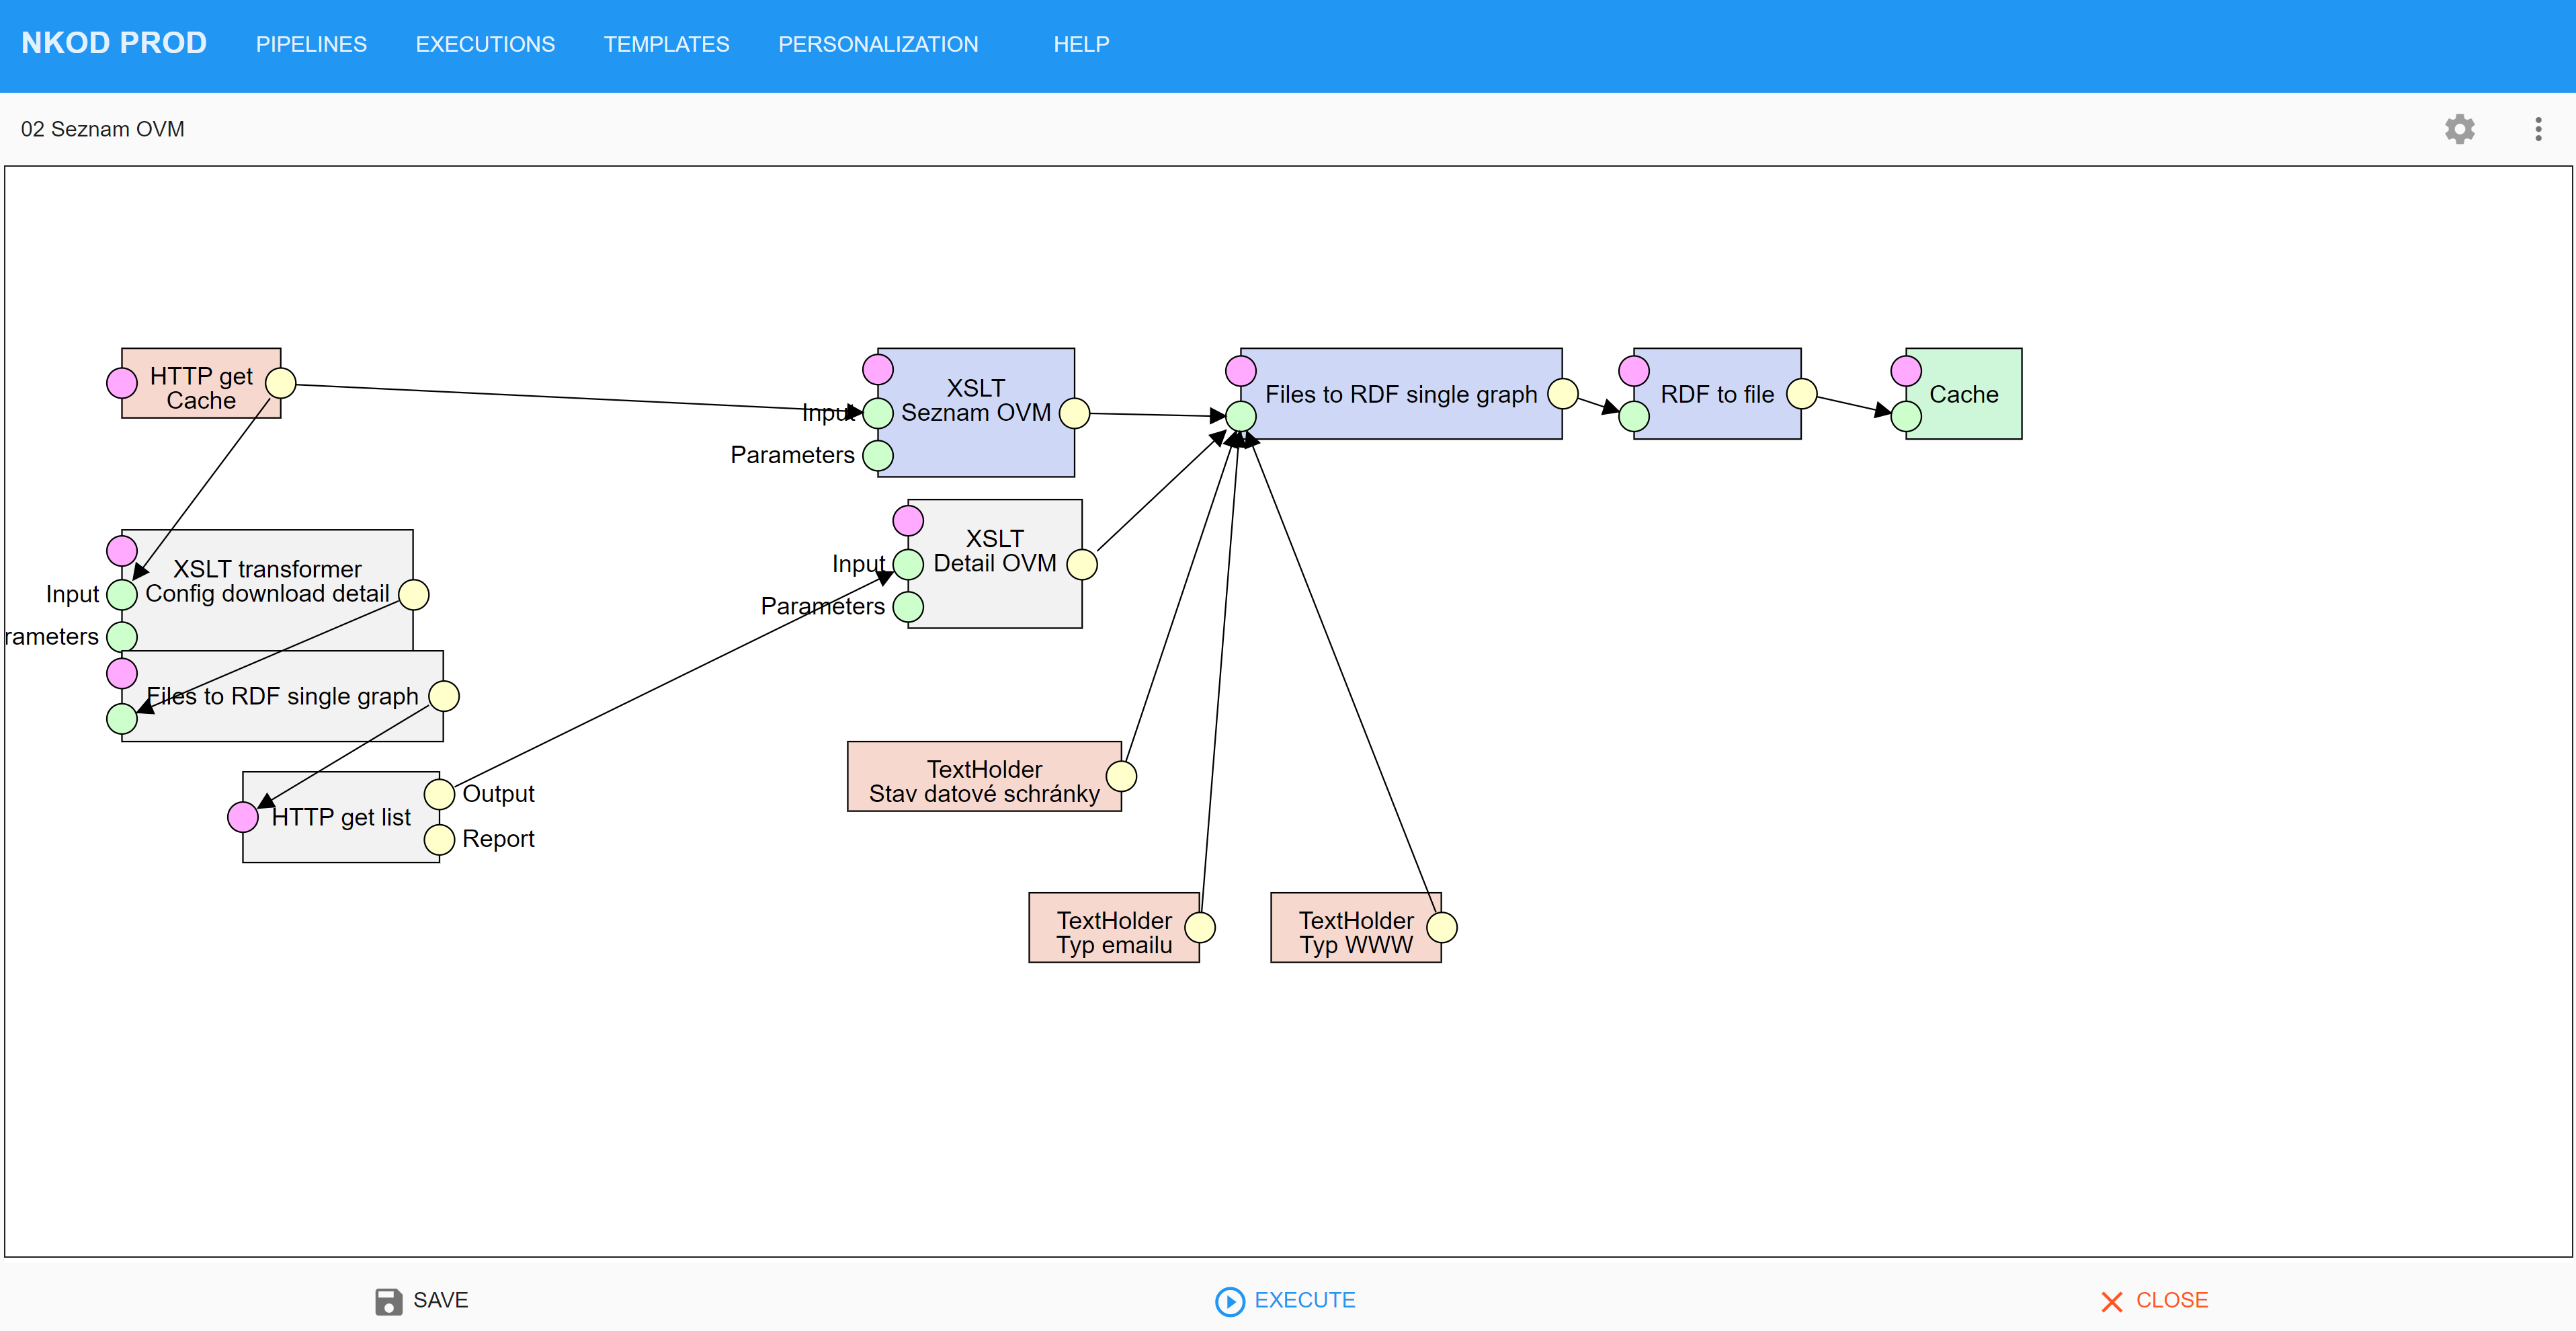 NKOD PROD PIPELINES EXECUTIONS TEMPLATES PERSONALIZATION HELP
02 Seznam OVM
HTTP get
Cache
Input
Parameters
XSLT
Seznam OVM
Files to RDF single graph
RDF to file
Cache
Input
Parameters
XSLT
Detail OVM
Input
rameters
XSLT transformer
Config download detail
Files to RDF single graph
HTTP get list
Output
Report
TextHolder
Stav datové schránky
TextHolder
Typ emailu
TextHolder
Typ WWW
SAVE EXECUTE CLOSE